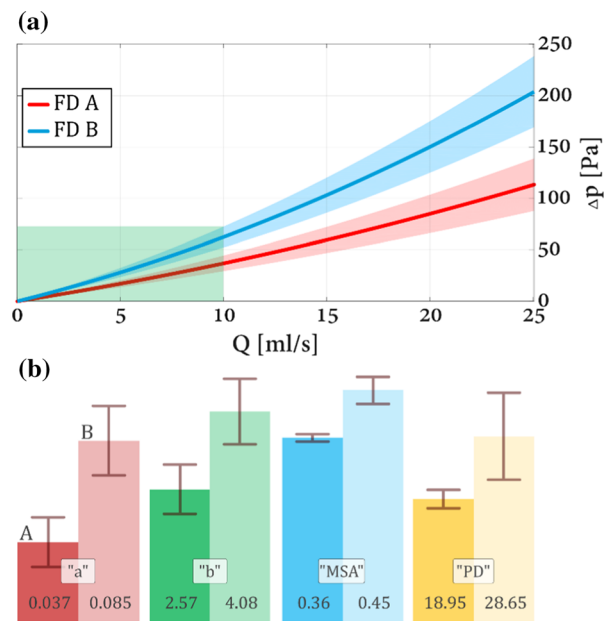 (a)
250
200
150
100
50
0
Δp [Pa]
FD A
FD B
0 5 10 15 20 25
Q [ml/s]
(b)
A
B
"a" "b" "MSA" "PD"
0.037 0.085 2.57 4.08 0.36 0.45 18.95 28.65